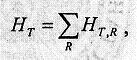 H_T = \sum_R H_{T,R} ,